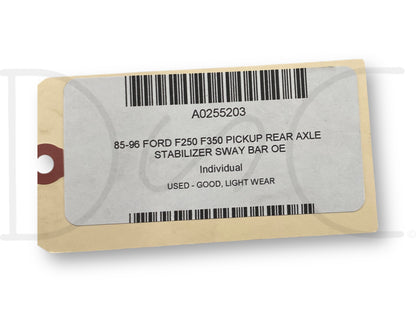 A0255203
85-96 FORD F250 F350 PICKUP REAR AXLE
STABILIZER SWAY BAR OE
Individual
USED - GOOD, LIGHT WEAR